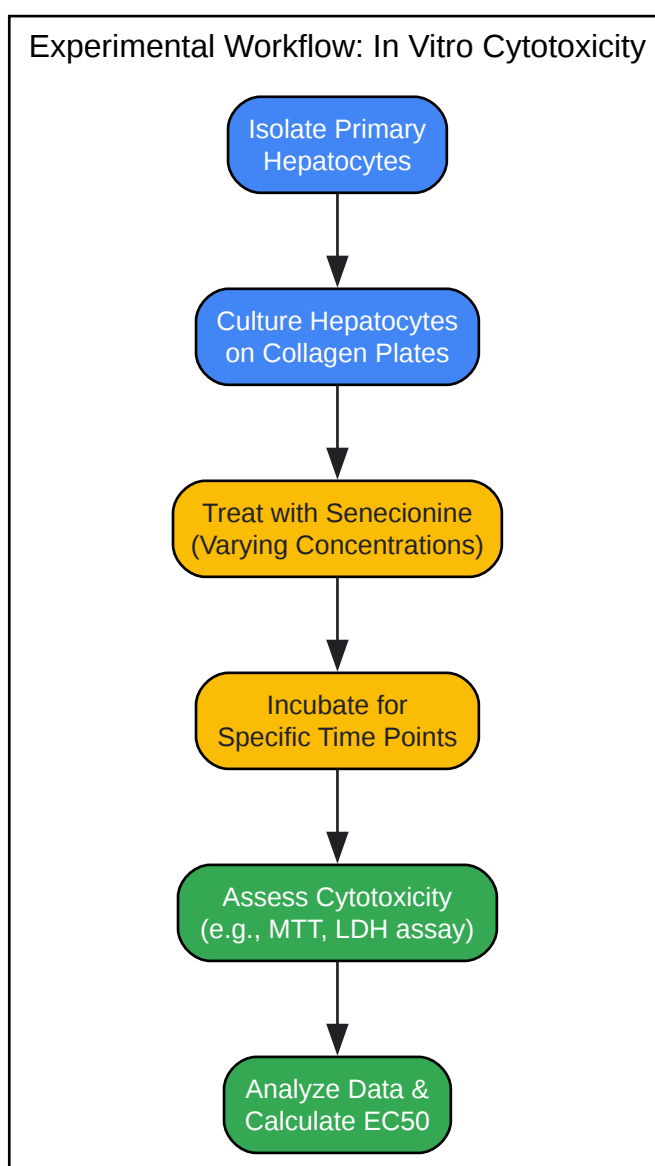 Experimental Workflow: In Vitro Cytotoxicity
Isolate Primary
Hepatocytes
Culture Hepatocytes
on Collagen Plates
Treat with Senecionine
(Varying Concentrations)
Incubate for
Specific Time Points
Assess Cytotoxicity
(e.g., MTT, LDH assay)
Analyze Data &
Calculate EC50